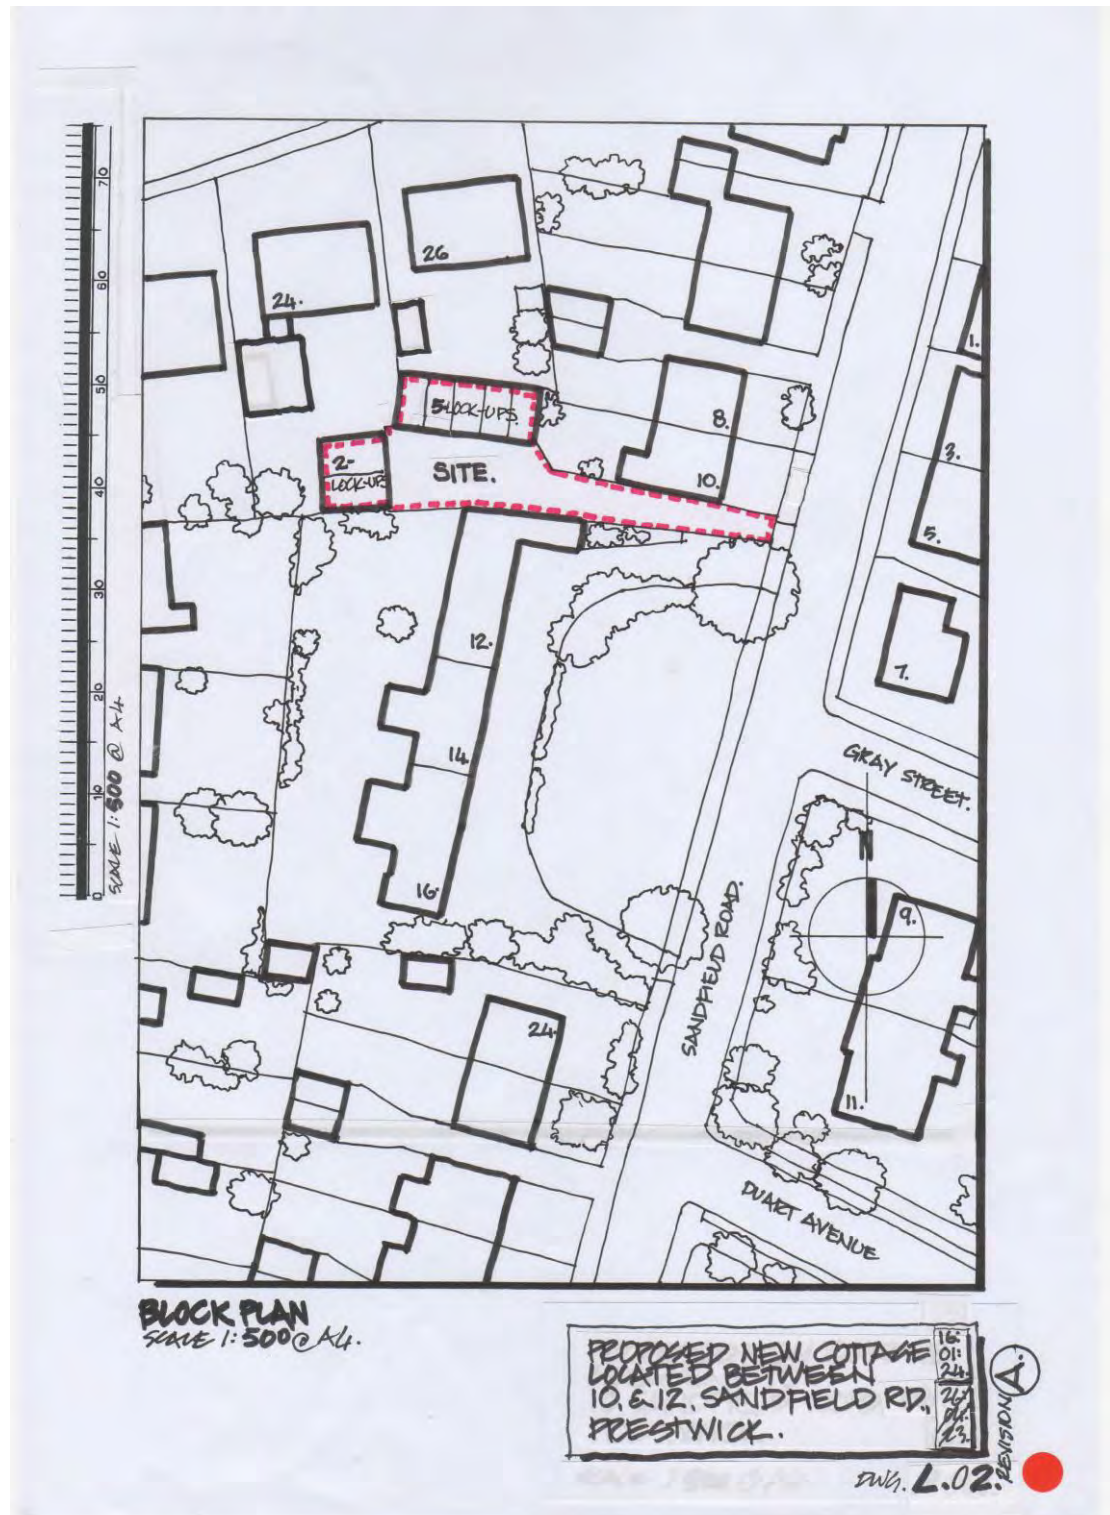 26
24.
1.
5 LOCK-UPS.
8.
2-
LOCK-UPS
SITE.
10.
3.
5.
12.
7.
14
GRAY STREET.
16.
N
9.
SANDFIELD ROAD.
24.
11.
DUART AVENUE
70
60
50
40
30
20
10
0
SCALE 1:500 @ A4.
BLOCK PLAN
SCALE 1:500 @ A4.
PROPOSED NEW COTTAGE
LOCATED BETWEEN
10. & 12. SANDFIELD RD.,
PRESTWICK.
16:
01:
24.
26.
23.
REVISION A.
DWG. L.02.